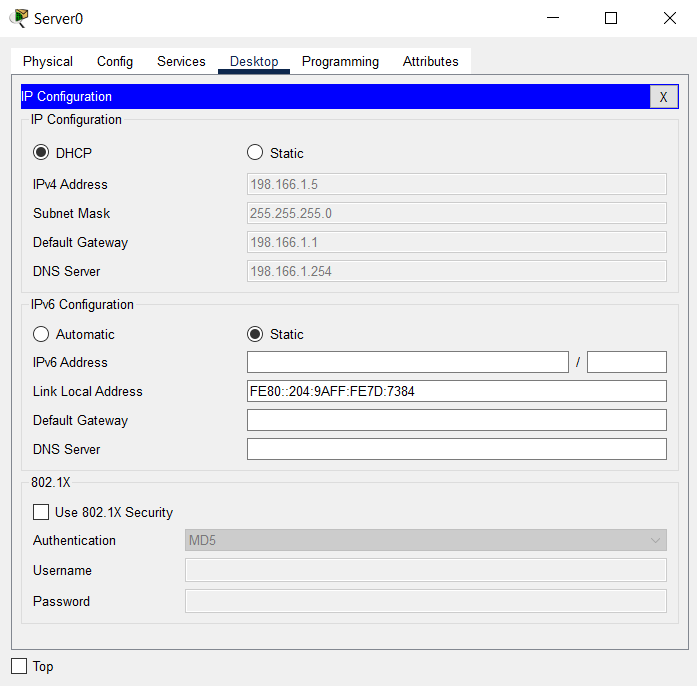 Server0
Physical Config Services Desktop Programming Attributes
IP Configuration
X
IP Configuration
DHCP Static
IPv4 Address 198.166.1.5
Subnet Mask 255.255.255.0
Default Gateway 198.166.1.1
DNS Server 198.166.1.254
IPv6 Configuration
Automatic Static
IPv6 Address /
Link Local Address FE80::204:9AFF:FE7D:7384
Default Gateway
DNS Server
802.1X
Use 802.1X Security
Authentication MD5
Username
Password
Top